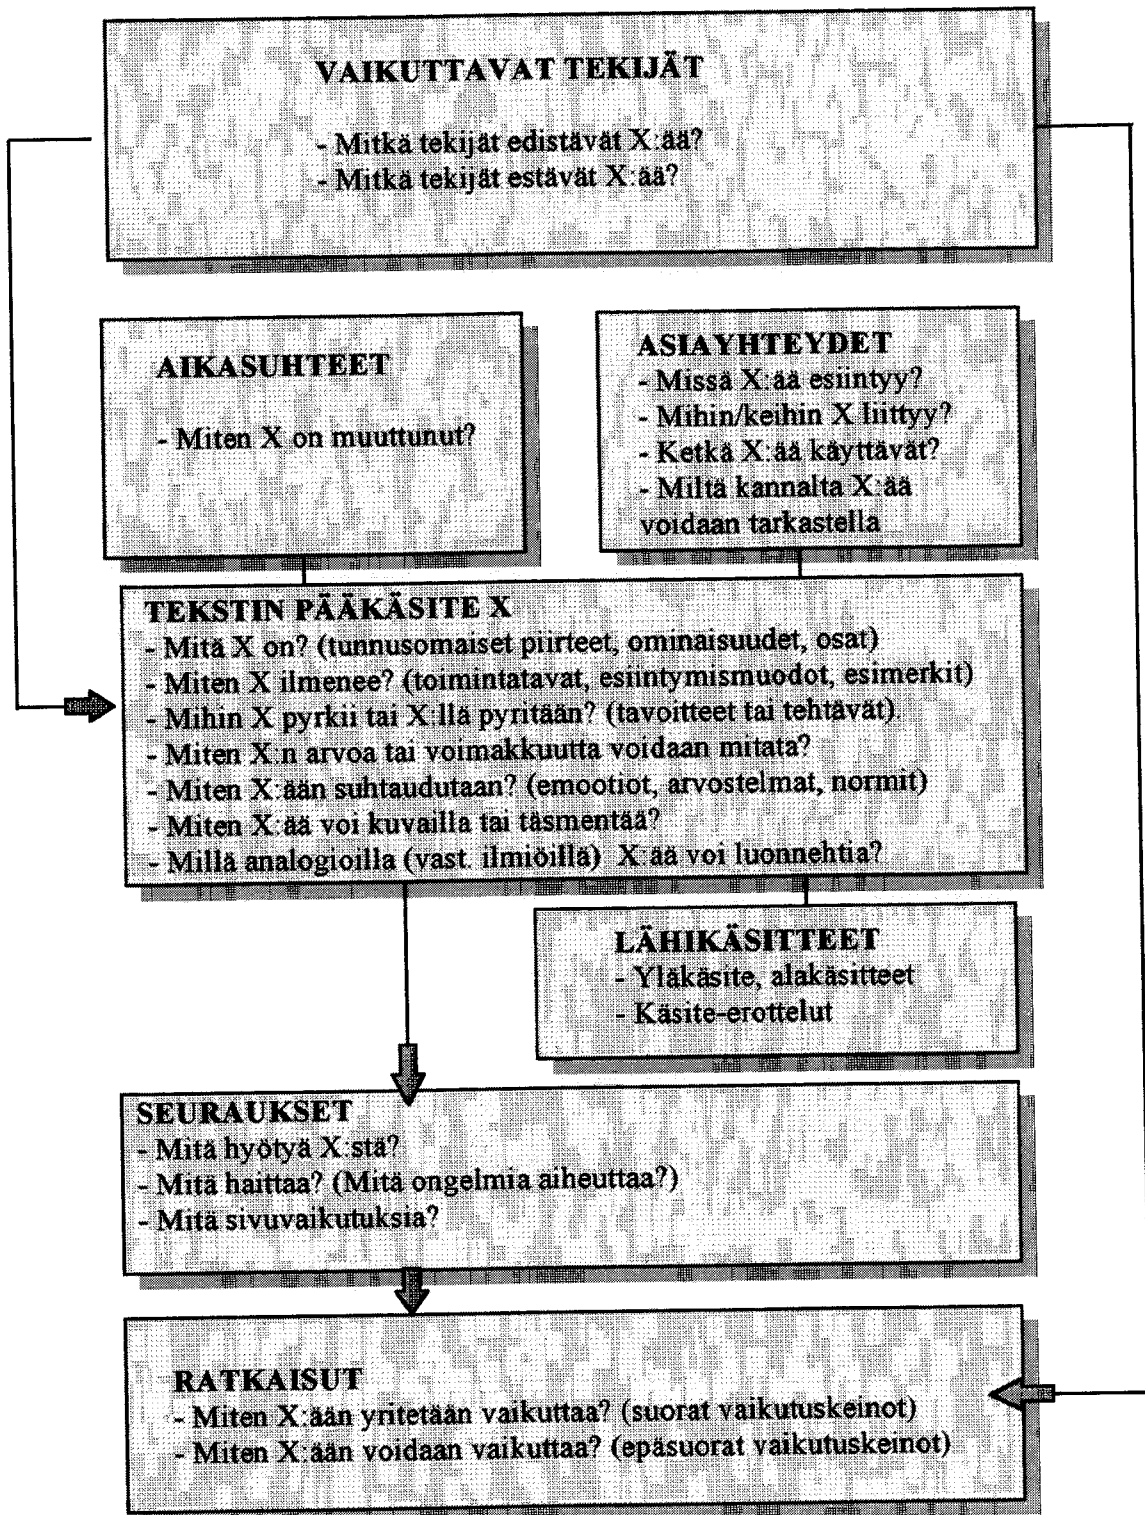 VAIKUTTAVAT TEKIJÄT
- Mitkä tekijät edistävät X:ää?
- Mitkä tekijät estävät X:ää?
AIKASUHTEET
- Miten X on muuttunut?
ASIAYHTEYDET
- Missä X:ää esiintyy?
- Mihin/keihin X liittyy?
- Ketkä X:ää käyttävät?
- Miltä kannalta X:ää
voidaan tarkastella
TEKSTIN PÄÄKÄSITE X
- Mitä X on? (tunnusomaiset piirteet, ominaisuudet, osat)
- Miten X ilmenee? (toimintatavat, esiintymismuodot, esimerkit)
- Mihin X pyrkii tai X:llä pyritään? (tavoitteet tai tehtävät).
- Miten X:n arvoa tai voimakkuutta voidaan mitata?
- Miten X:ään suhtaudutaan? (emootiot, arvostelmat, normit)
- Miten X:ää voi kuvailla tai täsmentää?
- Millä analogioilla (vast. ilmiöillä) X:ää voi luonnehtia?
LÄHIKÄSITTEET
- Yläkäsite, alakäsitteet
- Käsite-erottelut
SEURAUKSET
- Mitä hyötyä X:stä?
- Mitä haittaa? (Mitä ongelmia aiheuttaa?)
- Mitä sivuvaikutuksia?
RATKAISUT
- Miten X:ään yritetään vaikuttaa? (suorat vaikutuskeinot)
- Miten X:ään voidaan vaikuttaa? (epäsuorat vaikutuskeinot)